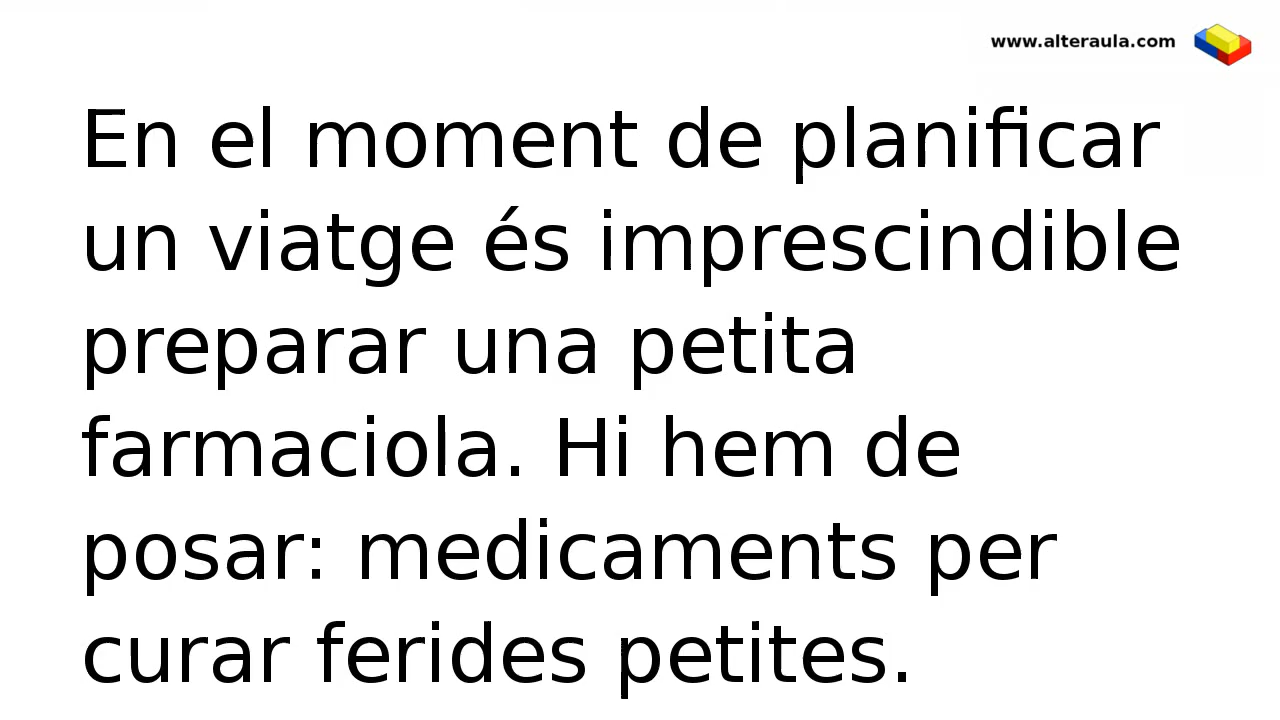 www.alteraula.com
En el moment de planificar
un viatge és imprescindible
preparar una petita
farmaciola. Hi hem de
posar: medicaments per
curar ferides petites.